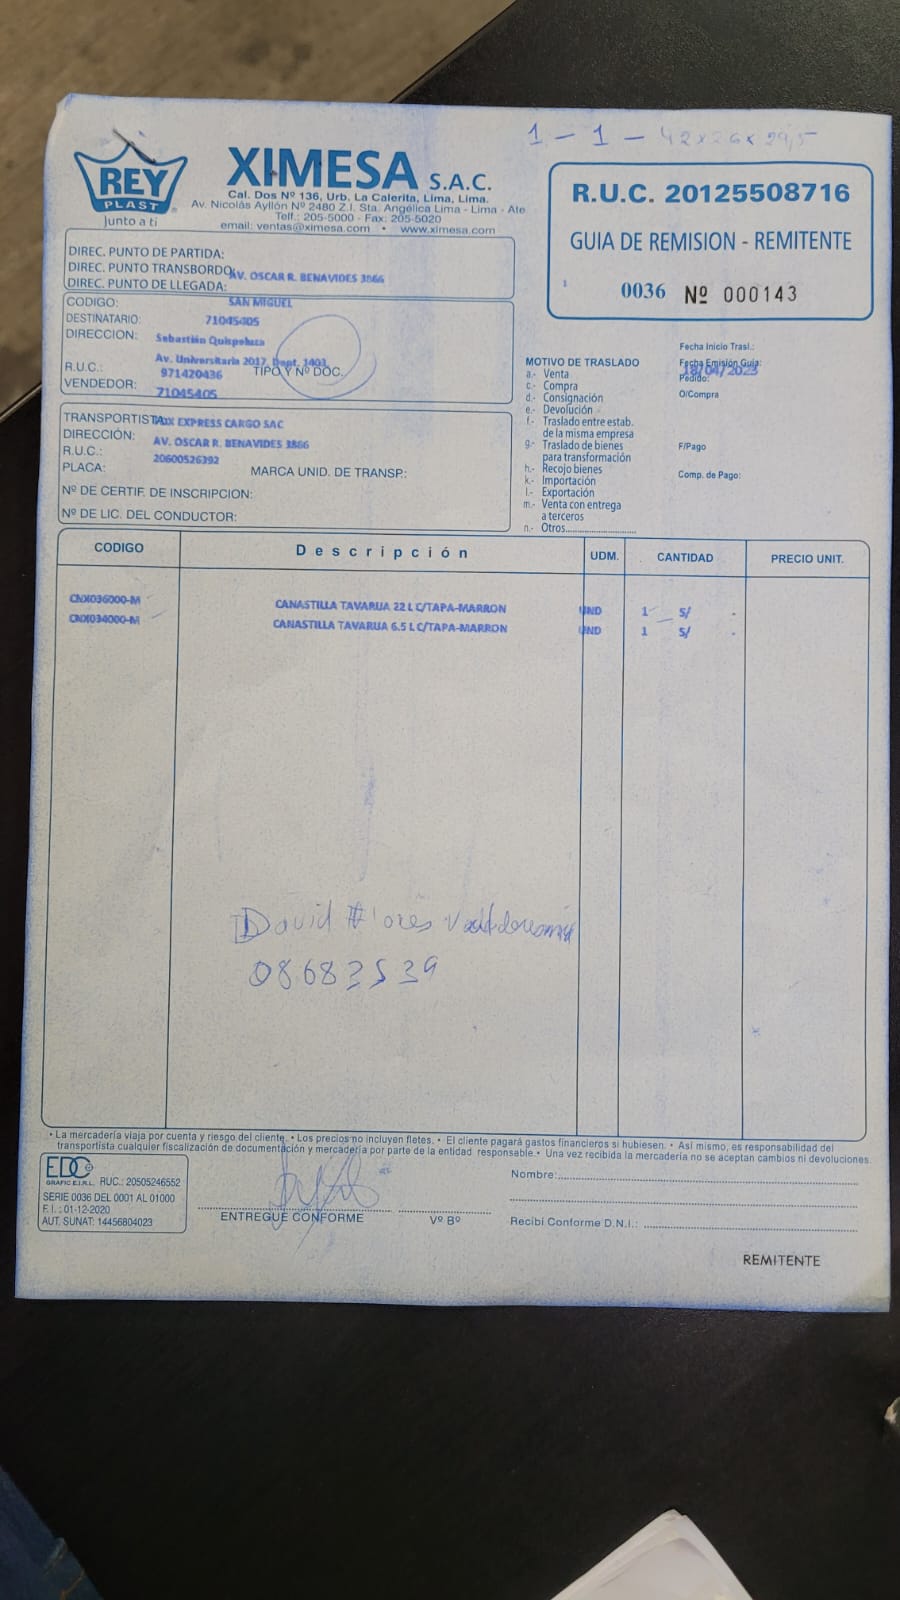 1 - 1 - 42x26x29,5
REY
PLAST
Junto a ti
XIMESA S.A.C.
Cal. Dos Nº 136, Urb. La Calerita, Lima, Lima.
Av. Nicolás Ayllón Nº 2480 Z.I. Sta. Angélica Lima - Lima - Ate
Telf.: 205-5000 - Fax: 205-5020
email: ventas@ximesa.com • www.ximesa.com
R.U.C. 20125508716
GUIA DE REMISION - REMITENTE
0036 Nº 000143
DIREC. PUNTO DE PARTIDA:
DIREC. PUNTO TRANSBORDO:
AV. OSCAR R. BENAVIDES 3866
DIREC. PUNTO DE LLEGADA:
CODIGO: SAN MIGUEL
DESTINATARIO: 71045405
DIRECCION: Sebastián Quispeluza
Av. Universitaria 2017, Dept. 1403,
R.U.C.: 971420436 TIPO Y Nº DOC.
VENDEDOR: 71045405
TRANSPORTISTA: EXPRESS CARGO SAC
DIRECCIÓN: AV. OSCAR R. BENAVIDES 3866
R.U.C.: 20600526392
PLACA: MARCA UNID. DE TRANSP.:
Nº DE CERTIF. DE INSCRIPCION:
Nº DE LIC. DEL CONDUCTOR:
MOTIVO DE TRASLADO
a.- Venta
c.- Compra
d.- Consignación
e.- Devolución
f.- Traslado entre estab.
de la misma empresa
g.- Traslado de bienes
para transformación
h.- Recojo bienes
k.- Importación
l.- Exportación
m.- Venta con entrega
a terceros
n.- Otros..............................
Fecha Inicio Trasl.:
Fecha Emisión Guía:
18/04/2023
Pedido:
O/Compra
F/Pago
Comp. de Pago:
CODIGO Descripción UDM. CANTIDAD PRECIO UNIT.
CNX036000-M CANASTILLA TAVARUA 22 L C/TAPA-MARRON UND 1 S/ -
CNX034000-M CANASTILLA TAVARUA 6.5 L C/TAPA-MARRON UND 1 S/ -
David Flores
08683539
• La mercadería viaja por cuenta y riesgo del cliente. • Los precios no incluyen fletes. • El cliente pagará gastos financieros si hubiesen. • Así mismo, es responsabilidad del
transportista cualquier fiscalización de documentación y mercadería por parte de la entidad responsable. • Una vez recibida la mercadería no se aceptan cambios ni devoluciones.
EDC
GRAFIC E.I.R.L. RUC.: 20505246552
SERIE 0036 DEL 0001 AL 01000
F.I.: 01-12-2020
AUT. SUNAT: 14456804023
ENTREGUE CONFORME
Vº Bº
Nombre:
Recibí Conforme D.N.I.:
REMITENTE